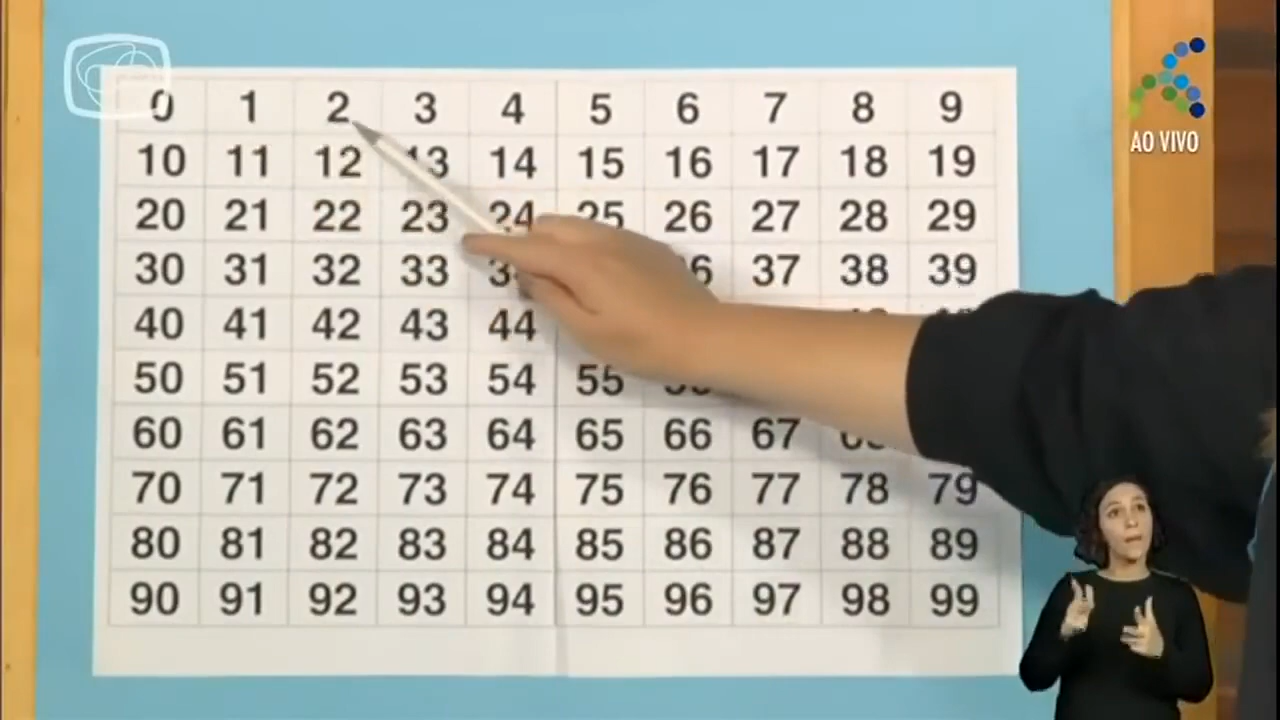 0 1 2 3 4 5 6 7 8 9
AO VIVO
10 11 12 13 14 15 16 17 18 19
20 21 22 23 24 25 26 27 28 29
30 31 32 33 37 38 39
40 41 42 43 44
50 51 52 53 54 55
60 61 62 63 64 65 66 67
70 71 72 73 74 75 76 77 78 79
80 81 82 83 84 85 86 87 88 89
90 91 92 93 94 95 96 97 98 99